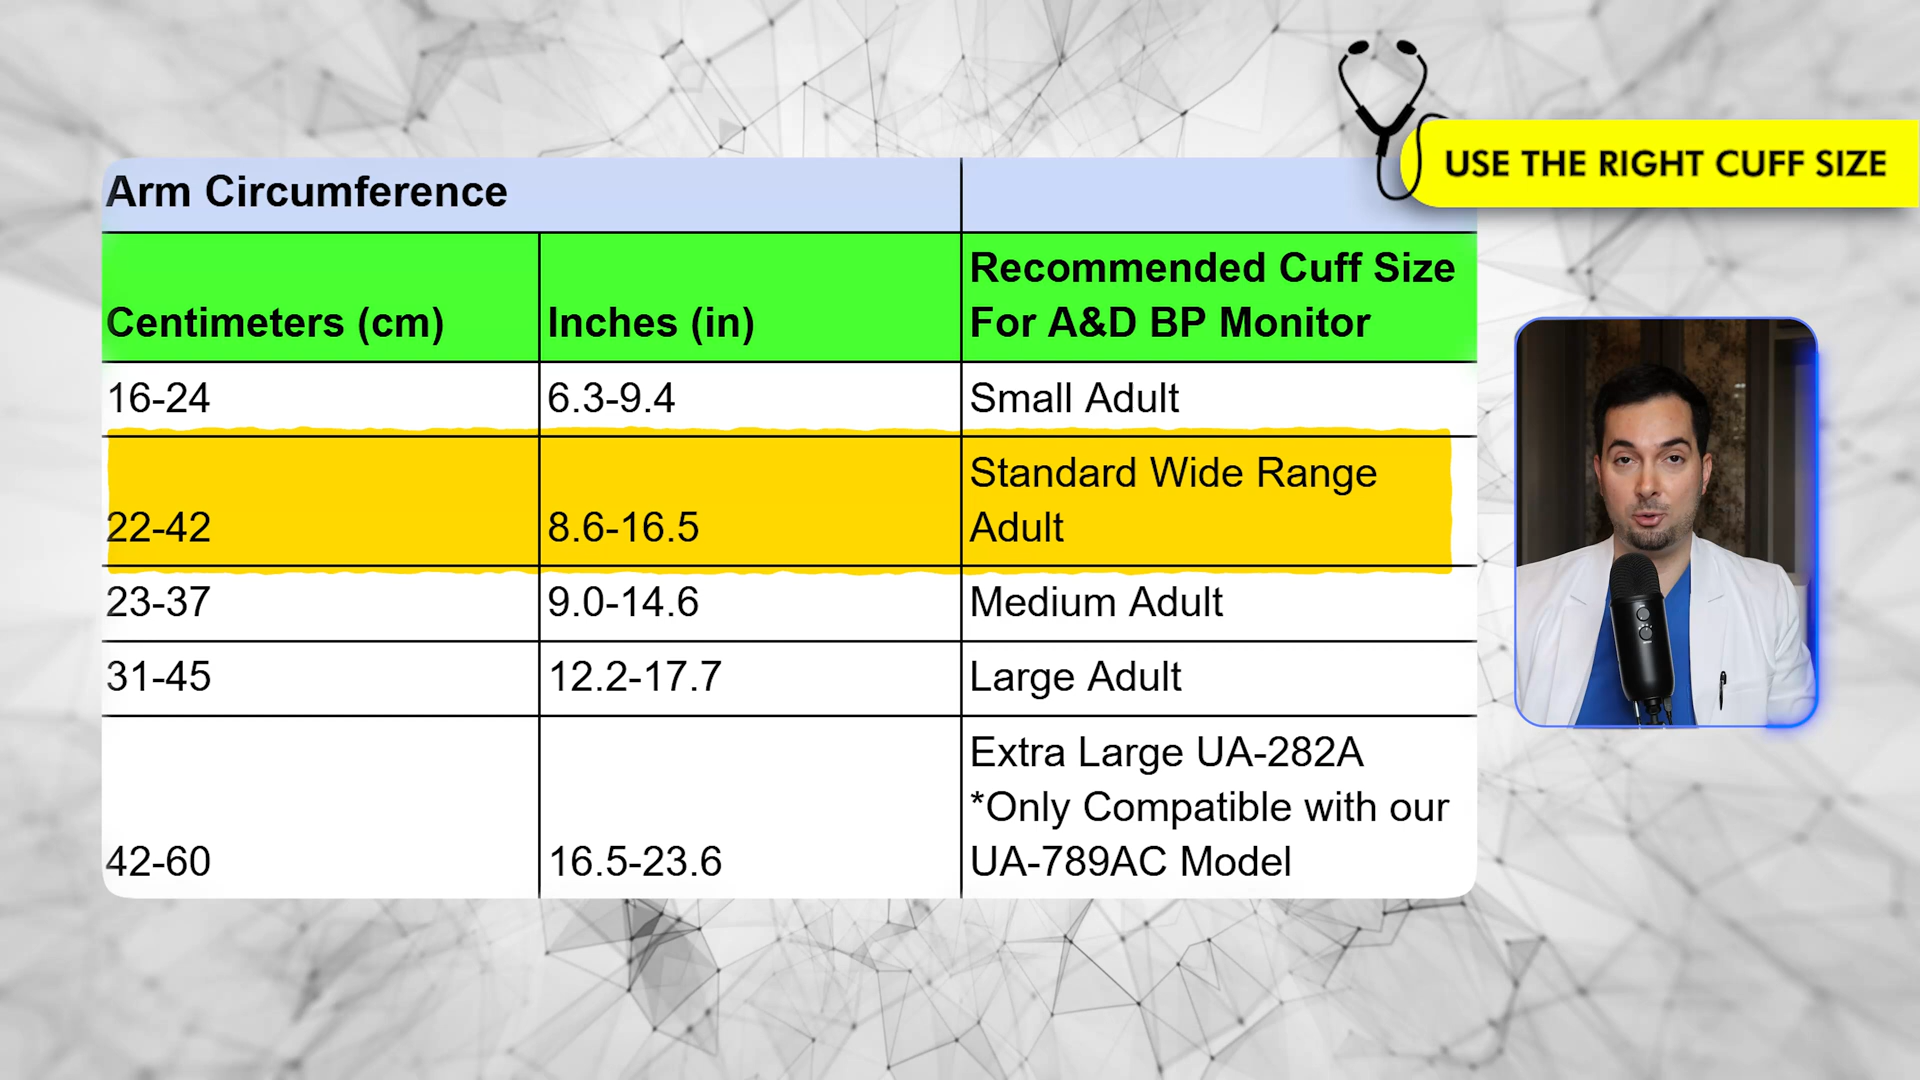 USE THE RIGHT CUFF SIZE
Arm Circumference
Centimeters (cm)
Inches (in)
Recommended Cuff Size
For A&D BP Monitor
16-24
6.3-9.4
Small Adult
22-42
8.6-16.5
Standard Wide Range
Adult
23-37
9.0-14.6
Medium Adult
31-45
12.2-17.7
Large Adult
42-60
16.5-23.6
Extra Large UA-282A
*Only Compatible with our
UA-789AC Model